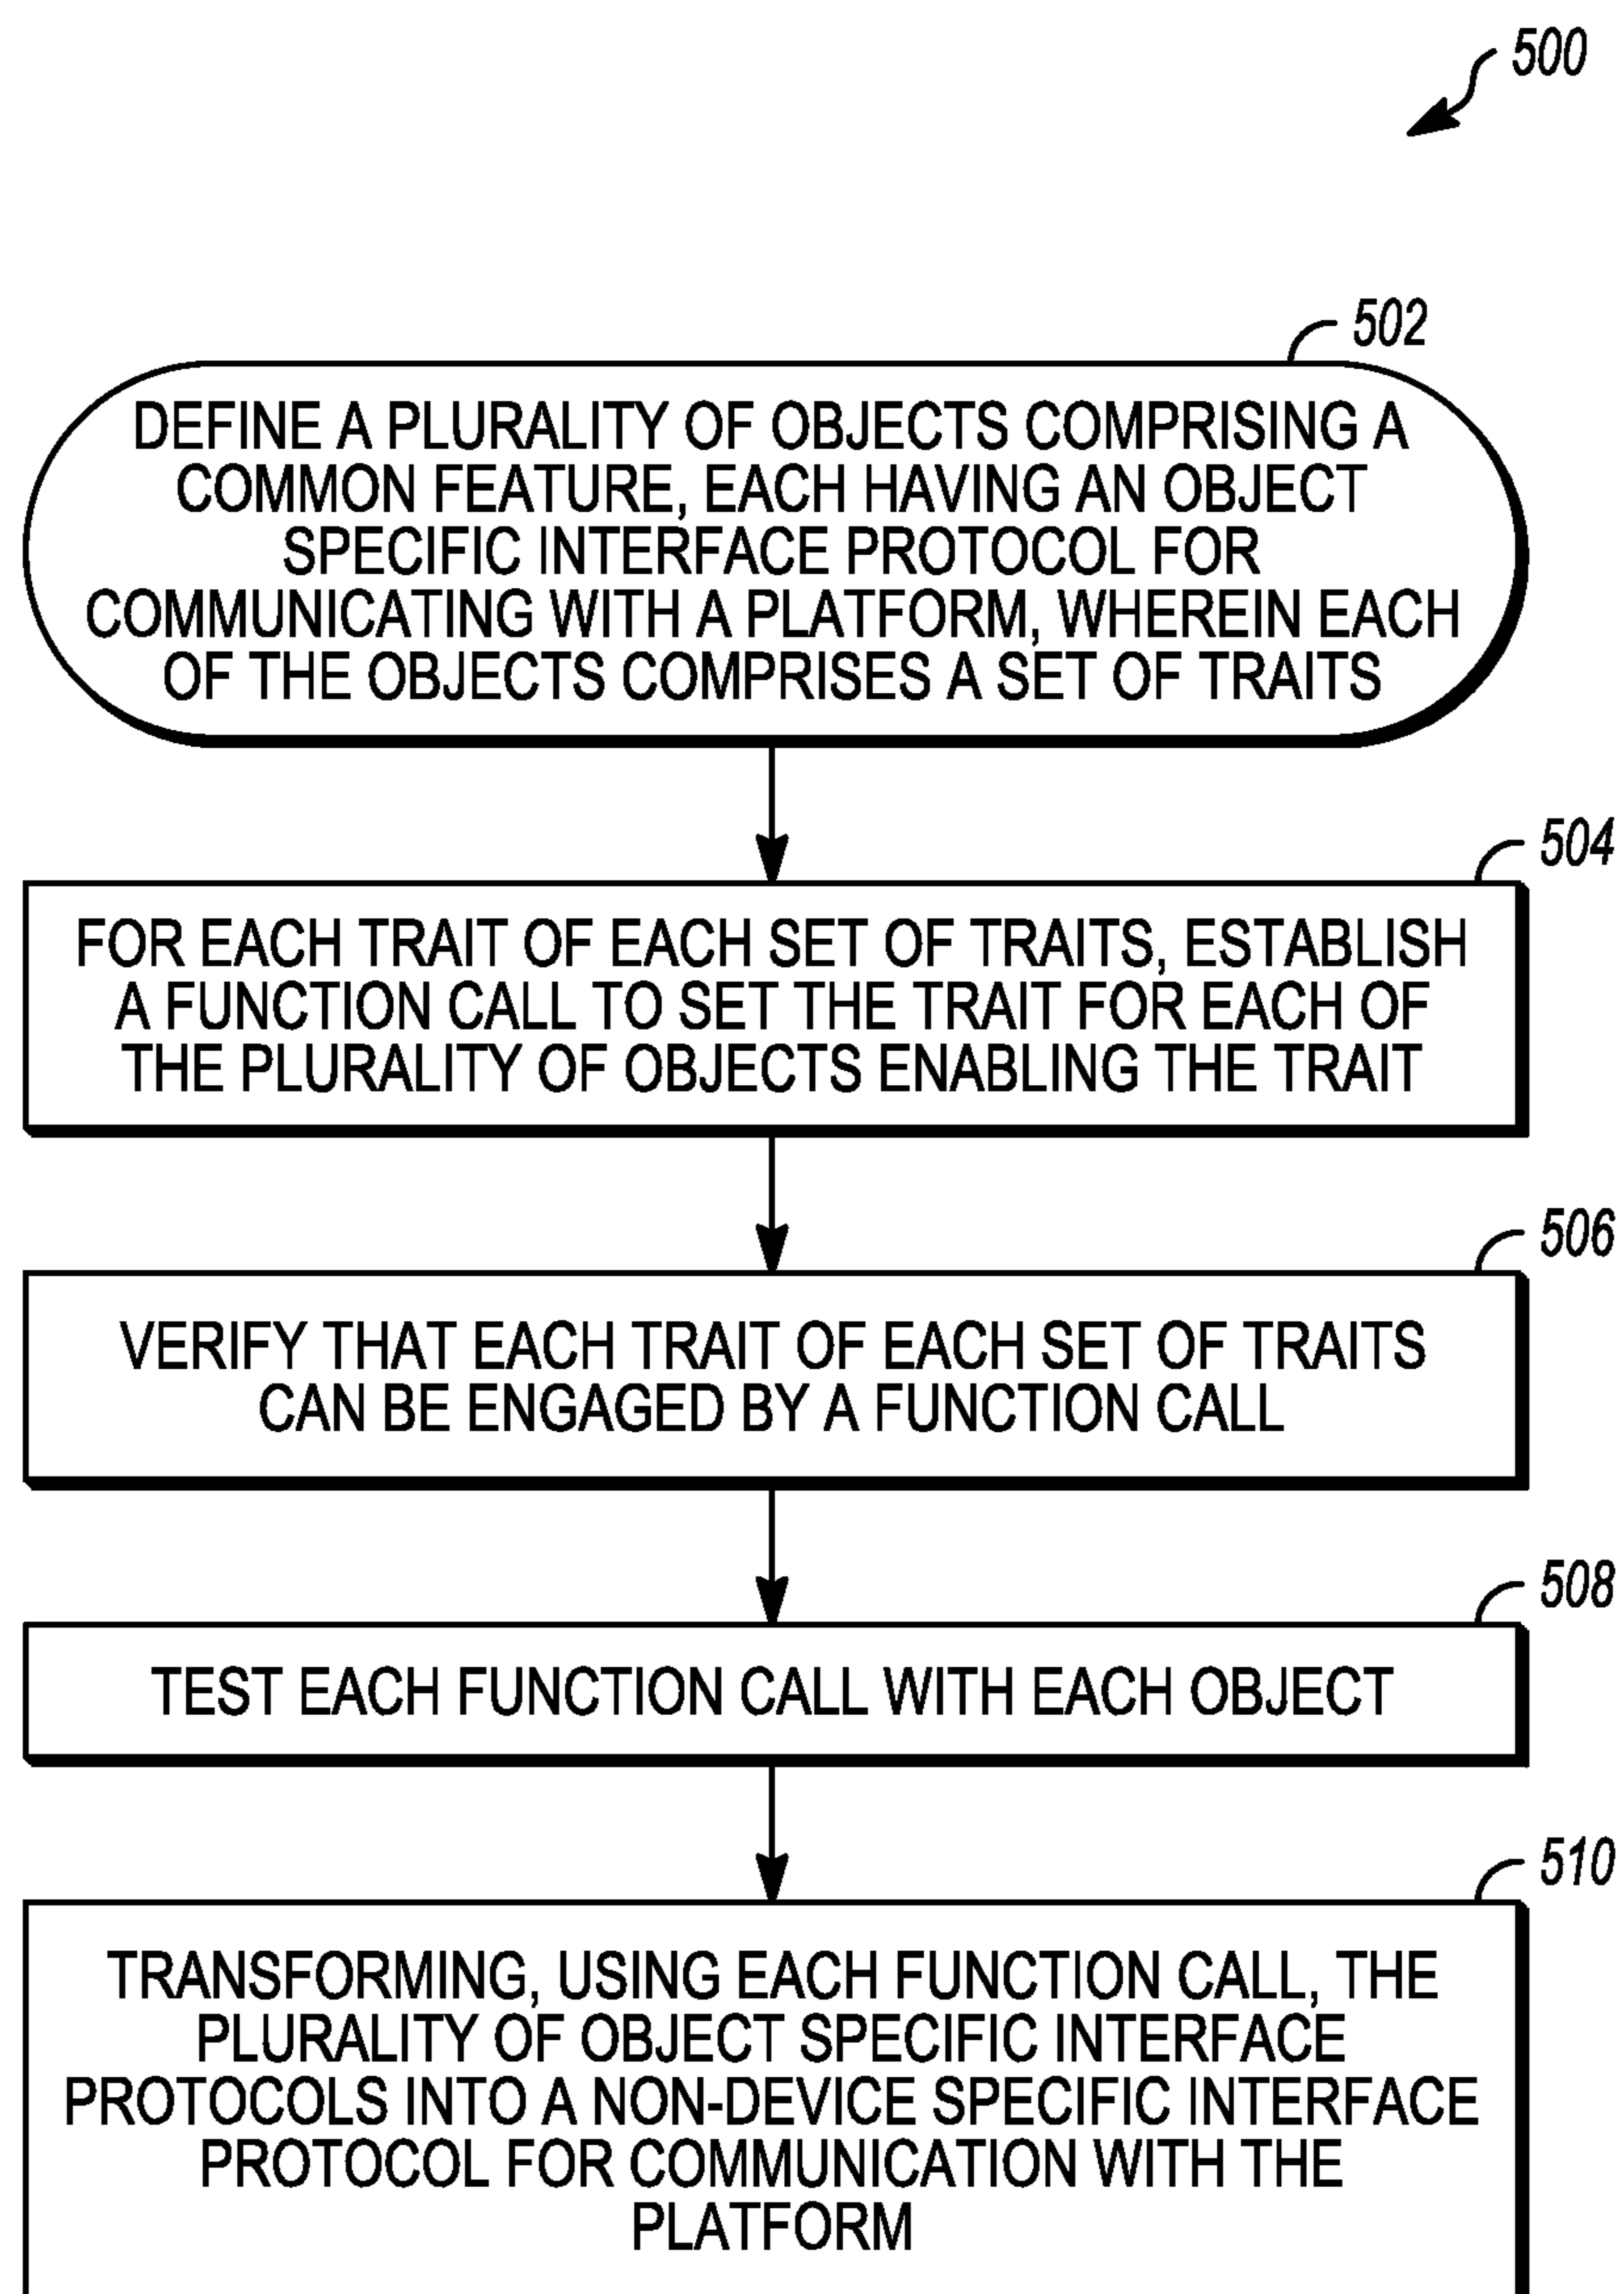 500
502
DEFINE A PLURALITY OF OBJECTS COMPRISING A
COMMON FEATURE, EACH HAVING AN OBJECT
SPECIFIC INTERFACE PROTOCOL FOR
COMMUNICATING WITH A PLATFORM, WHEREIN EACH
OF THE OBJECTS COMPRISES A SET OF TRAITS
504
FOR EACH TRAIT OF EACH SET OF TRAITS, ESTABLISH
A FUNCTION CALL TO SET THE TRAIT FOR EACH OF
THE PLURALITY OF OBJECTS ENABLING THE TRAIT
506
VERIFY THAT EACH TRAIT OF EACH SET OF TRAITS
CAN BE ENGAGED BY A FUNCTION CALL
508
TEST EACH FUNCTION CALL WITH EACH OBJECT
510
TRANSFORMING, USING EACH FUNCTION CALL, THE
PLURALITY OF OBJECT SPECIFIC INTERFACE
PROTOCOLS INTO A NON-DEVICE SPECIFIC INTERFACE
PROTOCOL FOR COMMUNICATION WITH THE
PLATFORM